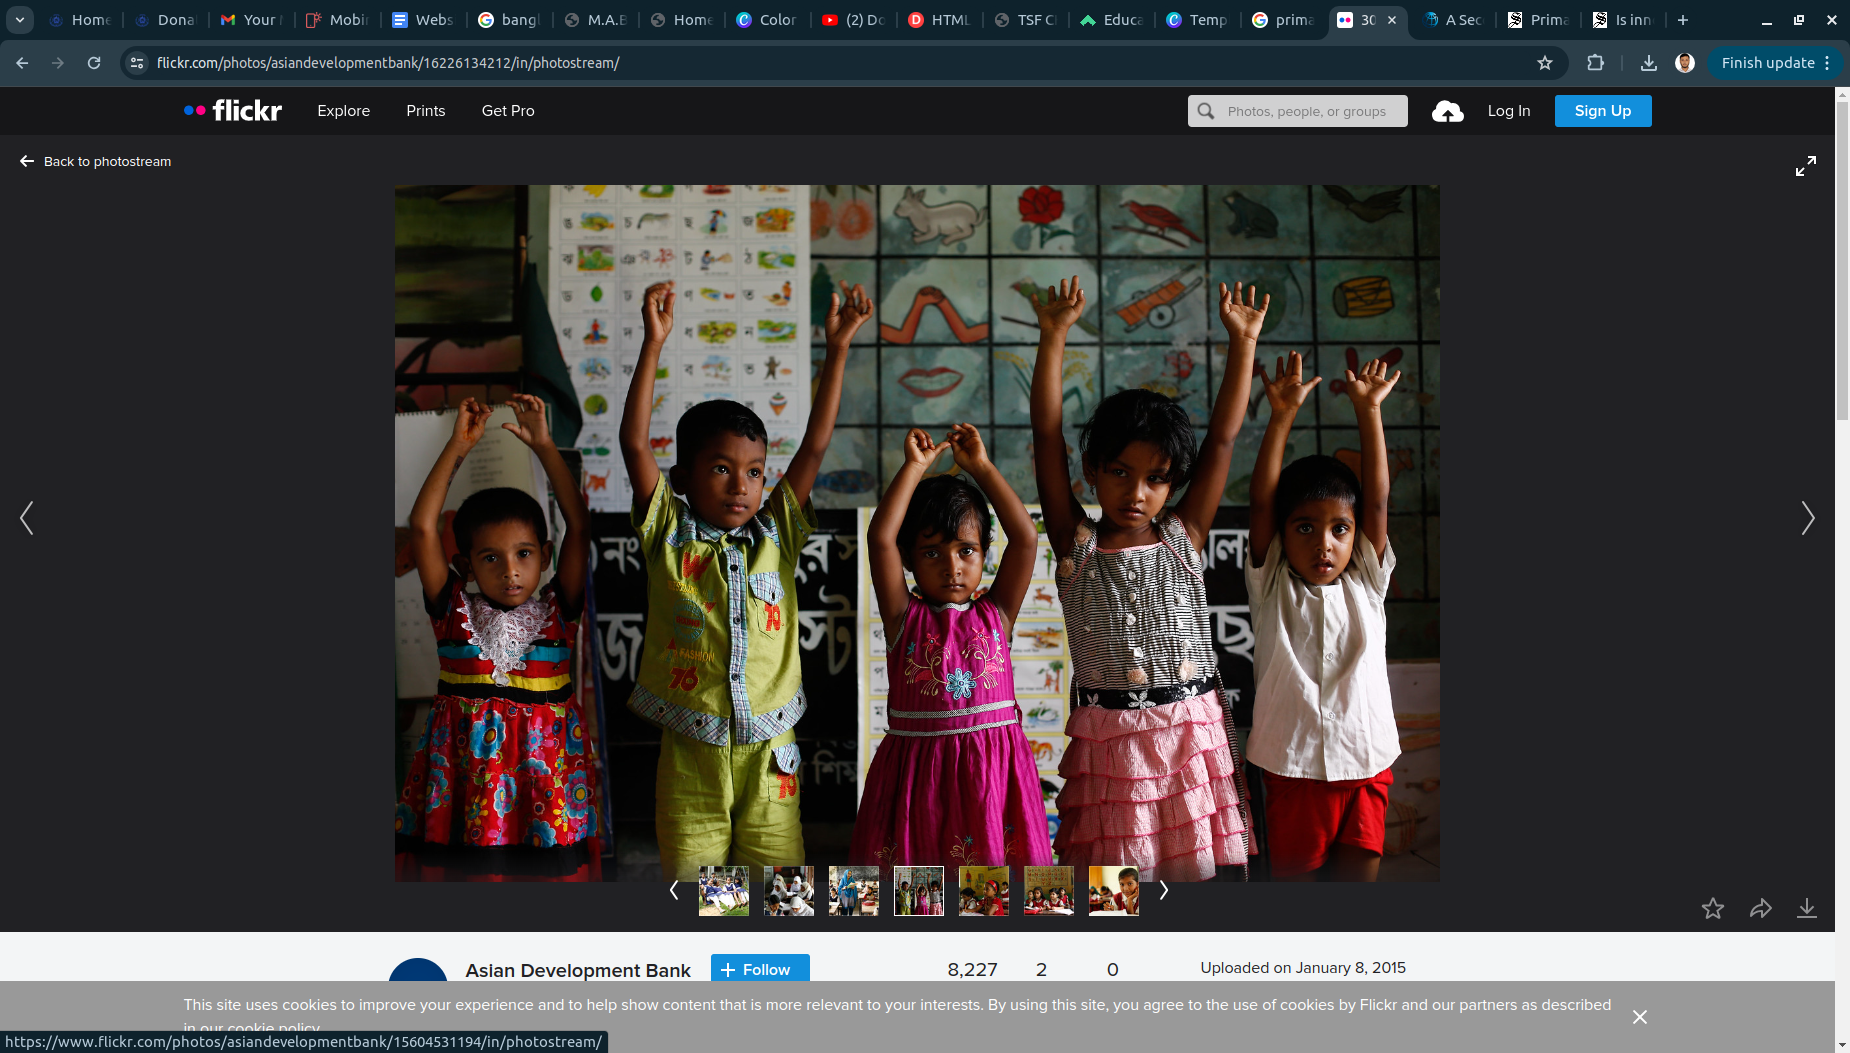 Home
Dona
Your M
Mobir
Webs
bangl
M.A.B
Home
Color
(2) Do
HTML
TSF C
Educa
Temp
prima
30
A Sec
Prima
Is inn
flickr.com/photos/asiandevelopmentbank/16226134212/in/photostream/
Finish update
flickr
Explore
Prints
Get Pro
Photos, people, or groups
Log In
Sign Up
Back to photostream
নং
জ
স্ট
ছ
W
FASHION
76
70
Asian Development Bank
+ Follow
8,227
2
0
Uploaded on January 8, 2015
This site uses cookies to improve your experience and to help show content that is more relevant to your interests. By using this site, you agree to the use of cookies by Flickr and our partners as described
in our cookie policy
https://www.flickr.com/photos/asiandevelopmentbank/15604531194/in/photostream/